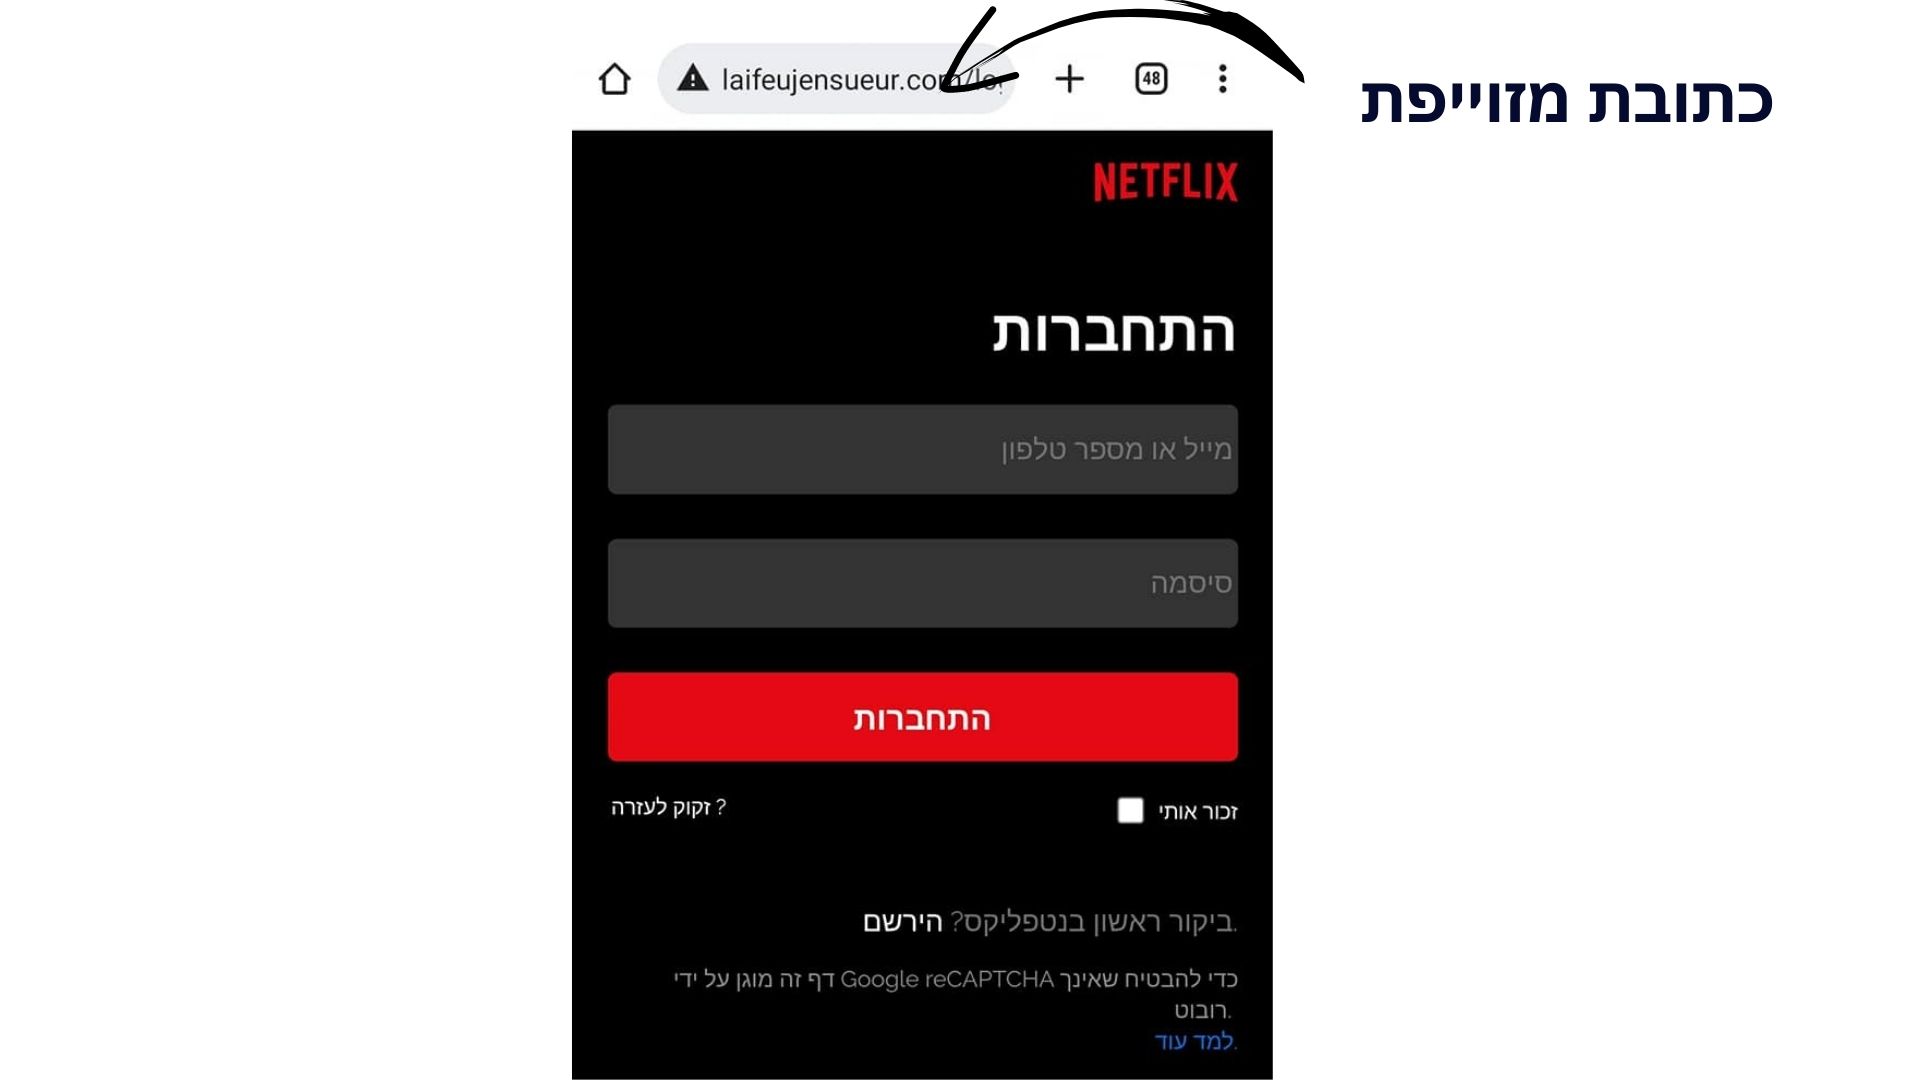 laifeujensueur.com/lo
48
כתובת מזוייפת
NETFLIX
התחברות
מייל או מספר טלפון
סיסמה
התחברות
זכור אותי
זקוק לעזרה ?
ביקור ראשון בנטפליקס? הירשם.
דף זה מוגן על ידי Google reCAPTCHA כדי להבטיח שאינך
רובוט.
למד עוד.